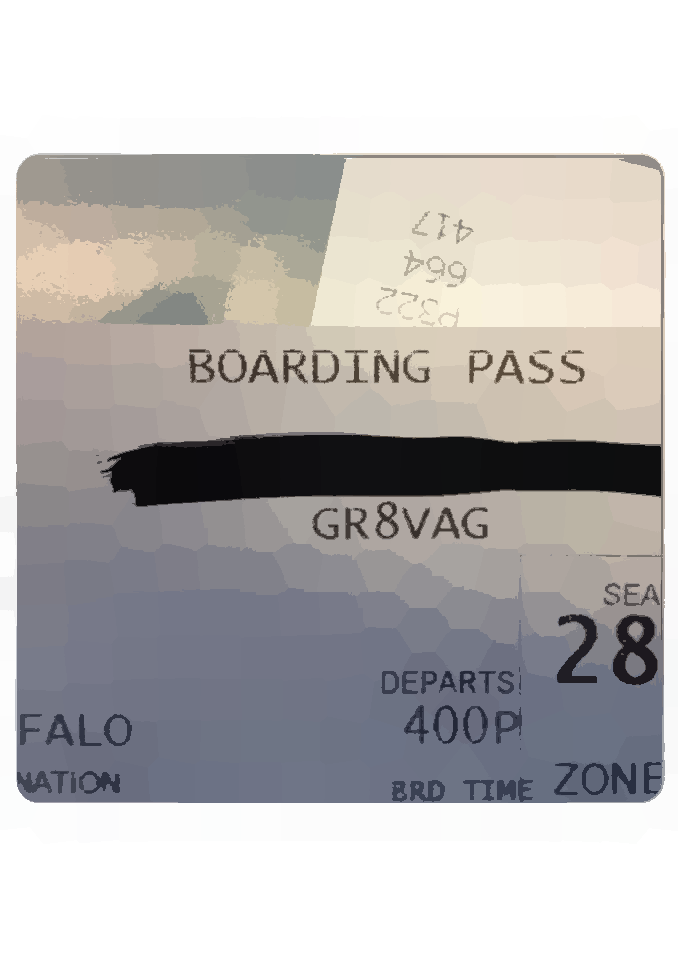 417
664
P322
BOARDING PASS
GR8VAG
SEA
28
DEPARTS
FALO 400P
NATION BRD TIME ZONE